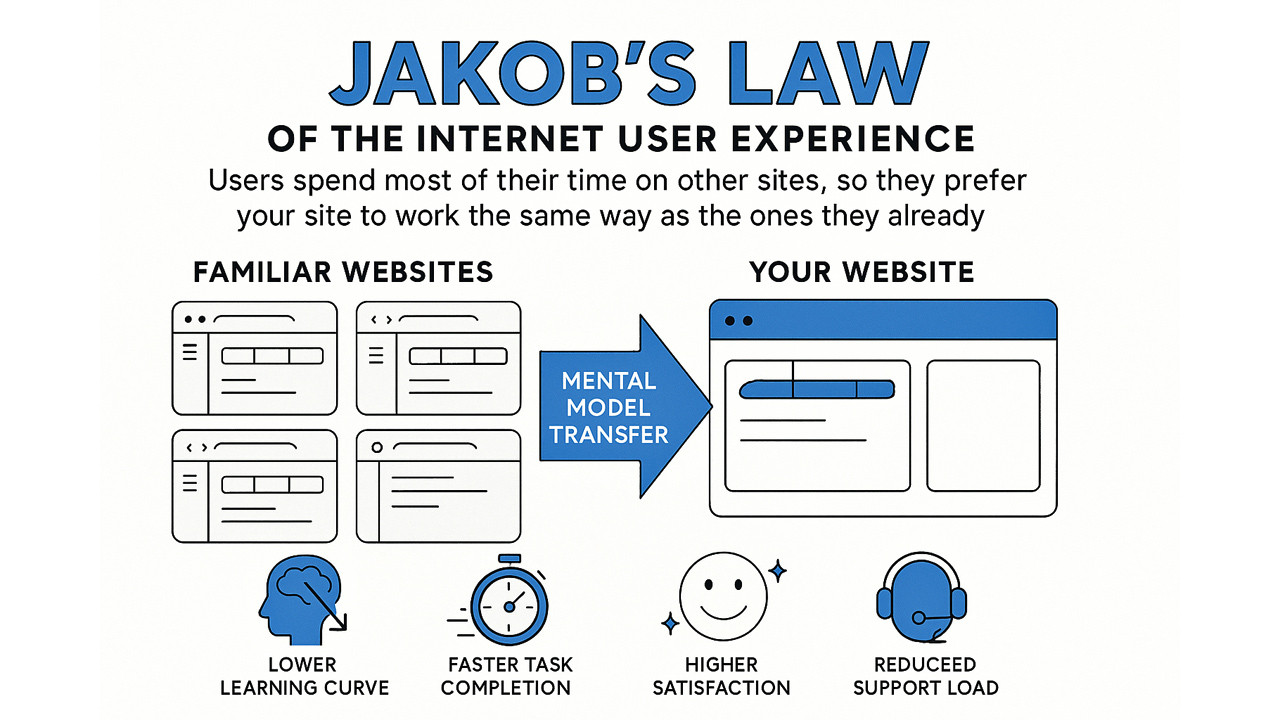 JAKOB'S LAW
OF THE INTERNET USER EXPERIENCE
Users spend most of their time on other sites, so they prefer
your site to work the same way as the ones they already
FAMILIAR WEBSITES
YOUR WEBSITE
MENTAL
MODEL
TRANSFER
LOWER
LEARNING CURVE
FASTER TASK
COMPLETION
HIGHER
SATISFACTION
REDUCEED
SUPPORT LOAD